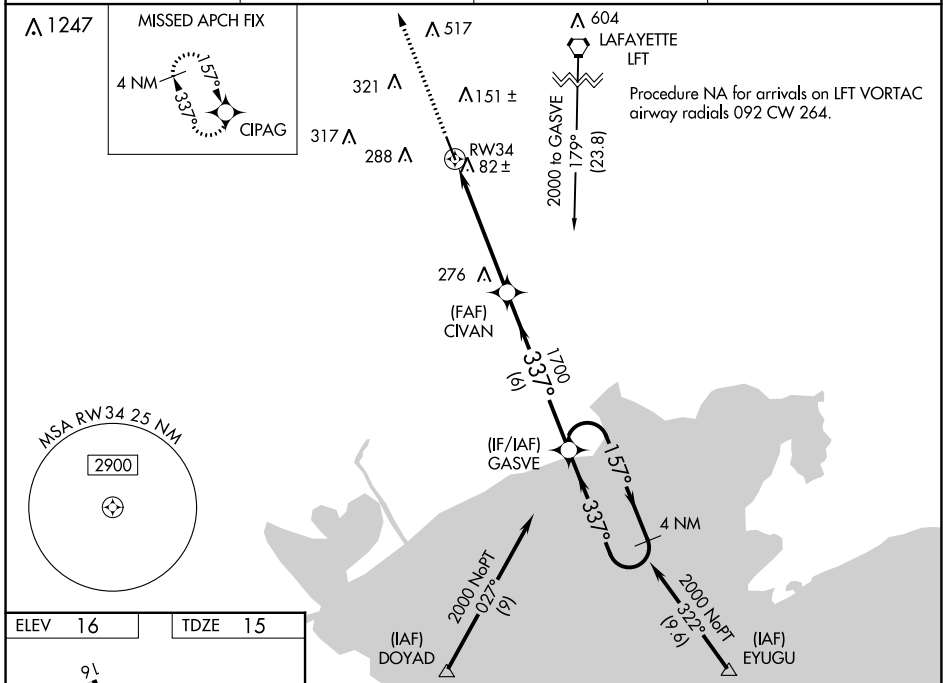 1247
MISSED APCH FIX
4 NM
157°
337°
CIPAG
517
321
151 ±
317
288
RW34
82 ±
604
LAFAYETTE
LFT
2000 to GASVE
179°
(23.8)
Procedure NA for arrivals on LFT VORTAC
airway radials 092 CW 264.
276
(FAF)
CIVAN
1700
337°
(6)
MSA RW34 25 NM
2900
(IF/IAF)
GASVE
157°
337°
4 NM
2000 NoPT
027°
(9)
2000 NoPT
322°
(9.6)
(IAF)
DOYAD
(IAF)
EYUGU
ELEV 16
TDZE 15
16